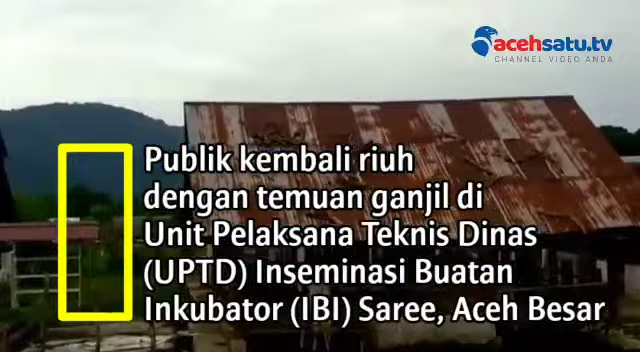 acehsatu.tv
CHANNEL VIDEO ANDA
Publik kembali riuh
dengan temuan ganjil di
Unit Pelaksana Teknis Dinas
(UPTD) Inseminasi Buatan
Inkubator (IBI) Saree, Aceh Besar